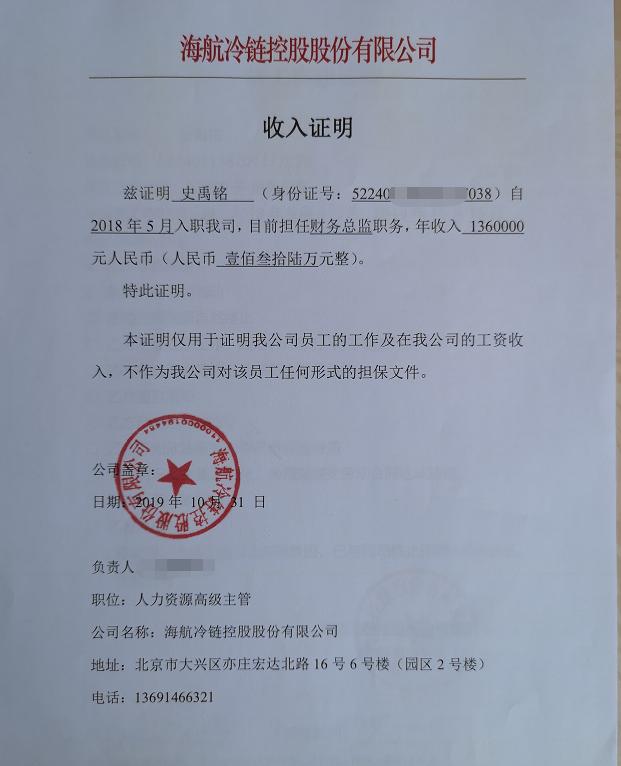 海航冷链控股股份有限公司
收入证明
兹证明 史禹铭 （身份证号：52240 7038）自
2018 年 5 月入职我司，目前担任财务总监职务，年收入 1360000
元人民币（人民币 壹佰叁拾陆万元整）。
特此证明。
本证明仅用于证明我公司员工的工作及在我公司的工资收
入，不作为我公司对该员工任何形式的担保文件。
海航冷链控股股份有限公司
公司盖章：
日期：2019 年 10 月 31 日
负责人
职位：人力资源高级主管
公司名称：海航冷链控股股份有限公司
地址：北京市大兴区亦庄宏达北路 16 号 6 号楼（园区 2 号楼）
电话：13691466321